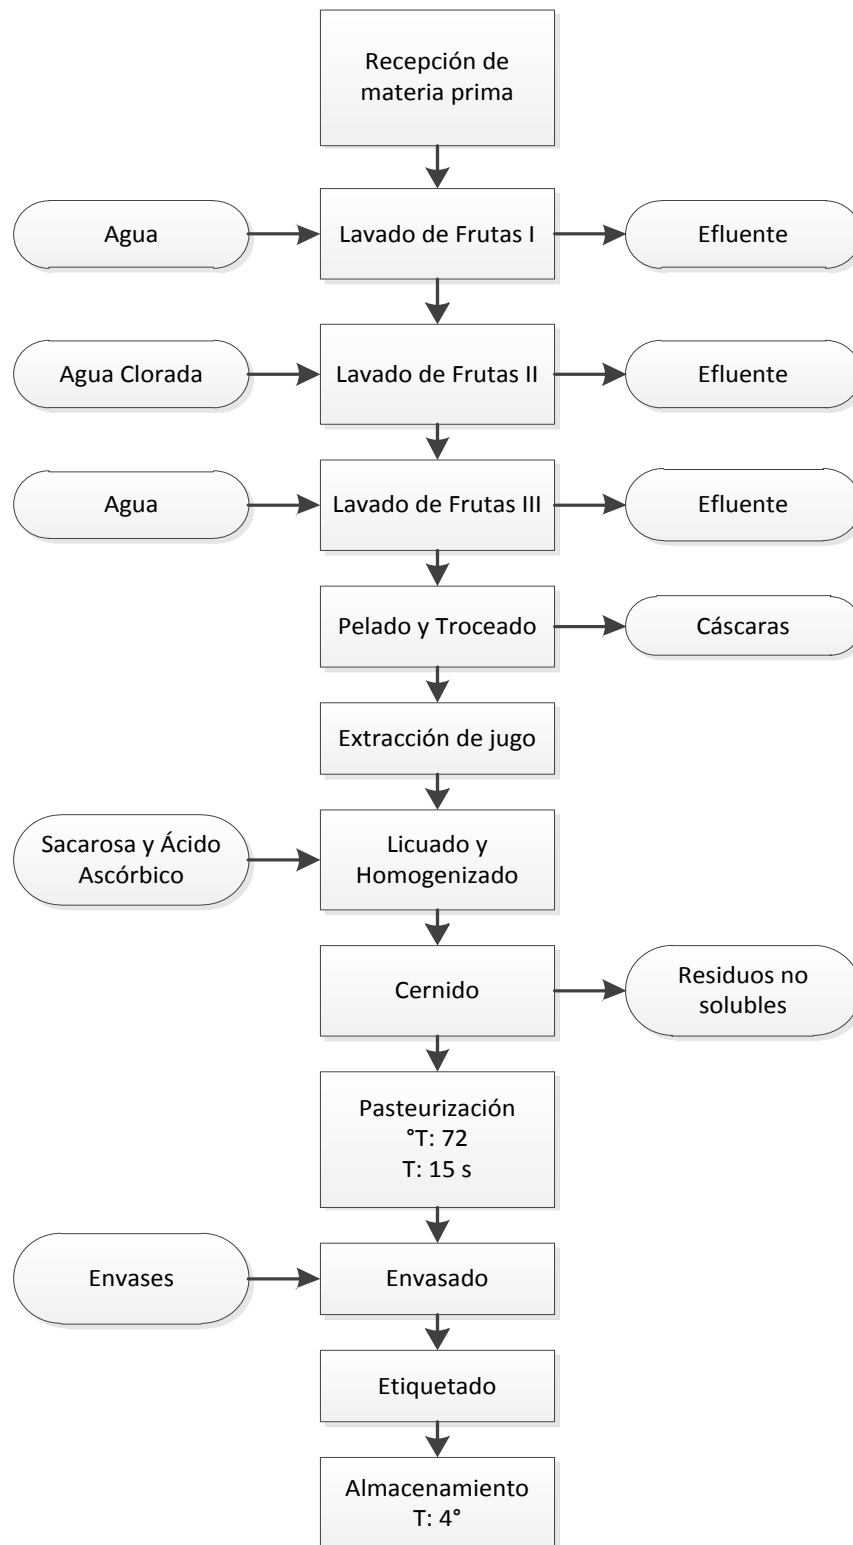 Recepción de
materia prima
Agua
Lavado de Frutas I
Efluente
Agua Clorada
Lavado de Frutas II
Efluente
Agua
Lavado de Frutas III
Efluente
Pelado y Troceado
Cáscaras
Extracción de jugo
Sacarosa y Ácido
Ascórbico
Licuado y
Homogenizado
Cernido
Residuos no
solubles
Pasteurización
°T: 72
T: 15 s
Envases
Envasado
Etiquetado
Almacenamiento
T: 4°